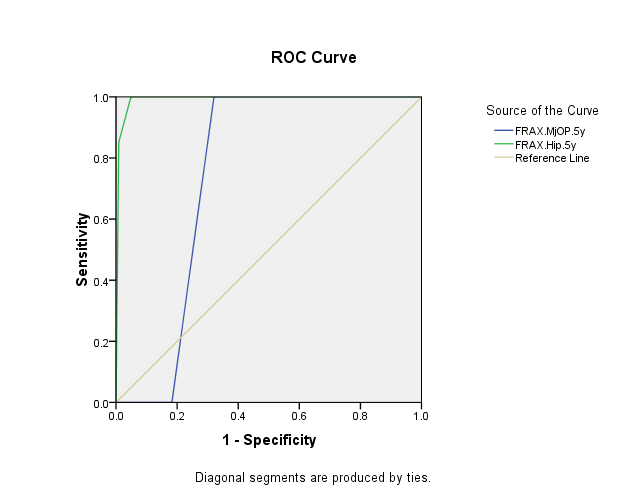 ROC Curve
Source of the Curve
FRAX.MjOP.5y
FRAX.Hip.5y
Reference Line
Sensitivity
1.0
0.8
0.6
0.4
0.2
0.0
0.0 0.2 0.4 0.6 0.8 1.0
1 - Specificity
Diagonal segments are produced by ties.